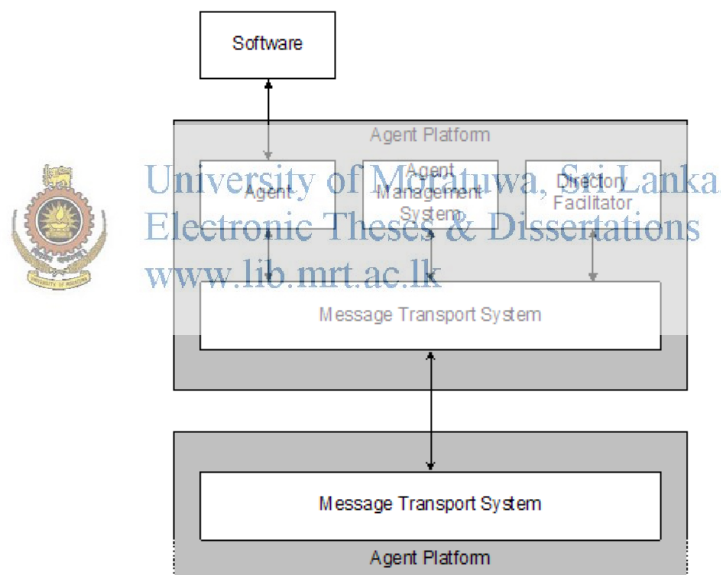 Software
Agent Platform
Agent
Agent
Management
System
Directory
Facilitator
University of Moratuwa, Sri Lanka
Electronic Theses & Dissertations
www.lib.mrt.ac.lk
Message Transport System
Message Transport System
Agent Platform